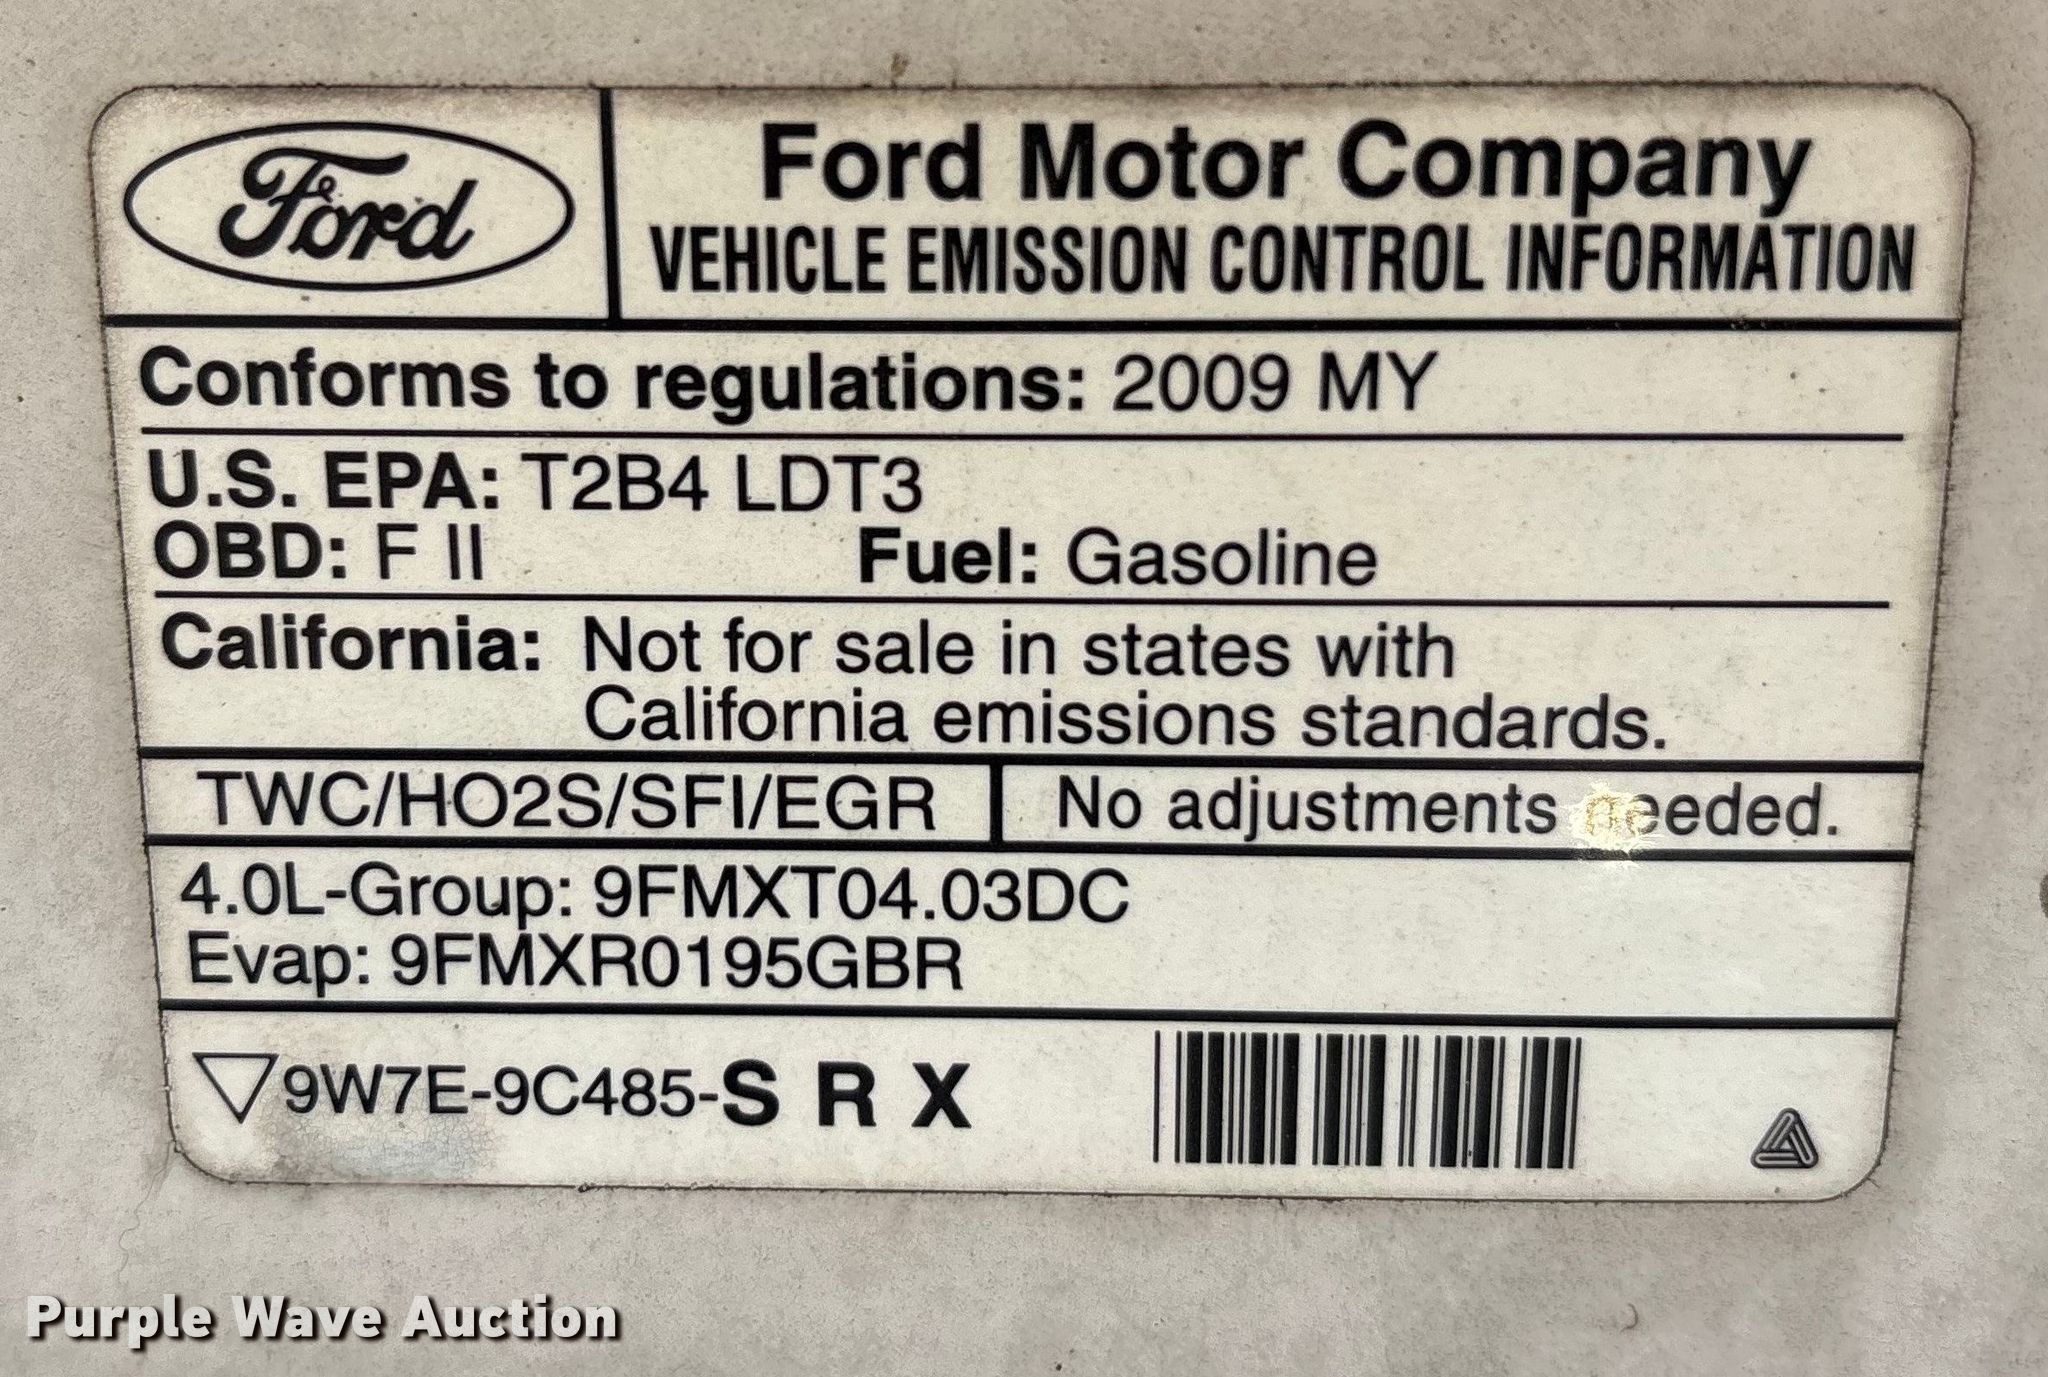 Ford
Ford Motor Company
VEHICLE EMISSION CONTROL INFORMATION
Conforms to regulations: 2009 MY
U.S. EPA: T2B4 LDT3
OBD: F II Fuel: Gasoline
California: Not for sale in states with
California emissions standards.
TWC/HO2S/SFI/EGR No adjustments needed.
4.0L-Group: 9FMXT04.03DC
Evap: 9FMXR0195GBR
9W7E-9C485-S R X
Purple Wave Auction